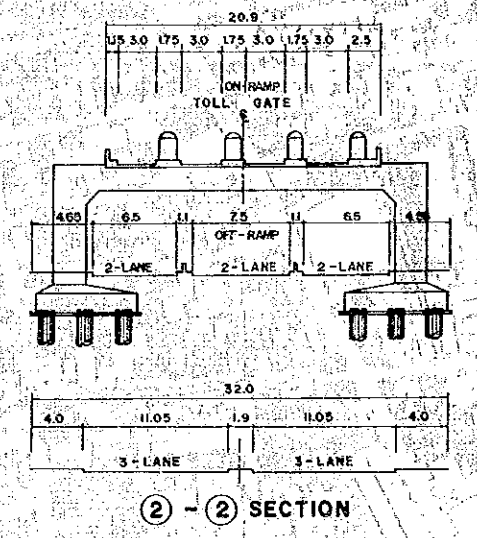 20.9
1.15 3.0 1.75 3.0 1.75 3.0 1.75 3.0 2.5
ON-RAMP
TOLL GATE
℄
4.65 6.5 1.1 7.5 1.1 6.5 4.65
OFF-RAMP
2-LANE 2-LANE 2-LANE
32.0
4.0 11.05 1.9 11.05 4.0
3-LANE 3-LANE
② - ② SECTION